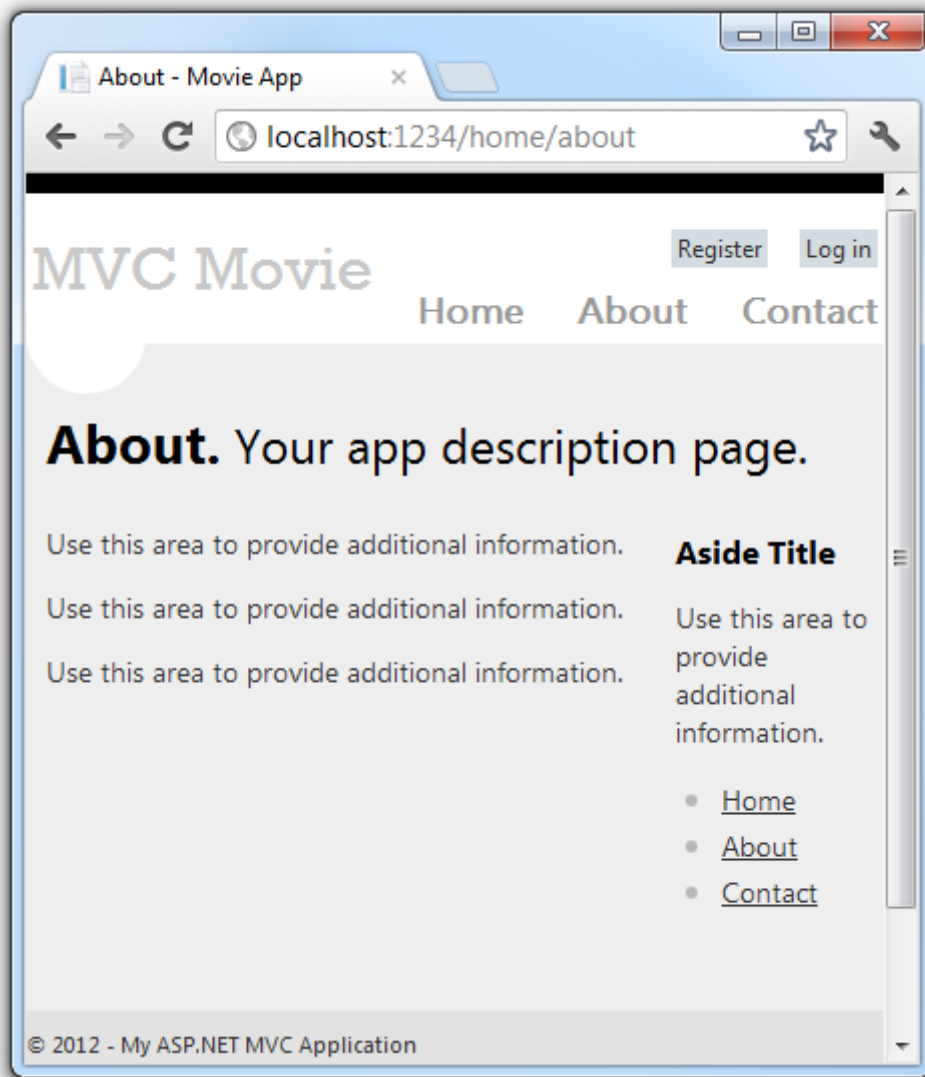 About - Movie App
localhost:1234/home/about
Register Log in
MVC Movie
Home About Contact
About. Your app description page.
Use this area to provide additional information.
Use this area to provide additional information.
Use this area to provide additional information.
Aside Title
Use this area to
provide
additional
information.
Home
About
Contact
© 2012 - My ASP.NET MVC Application